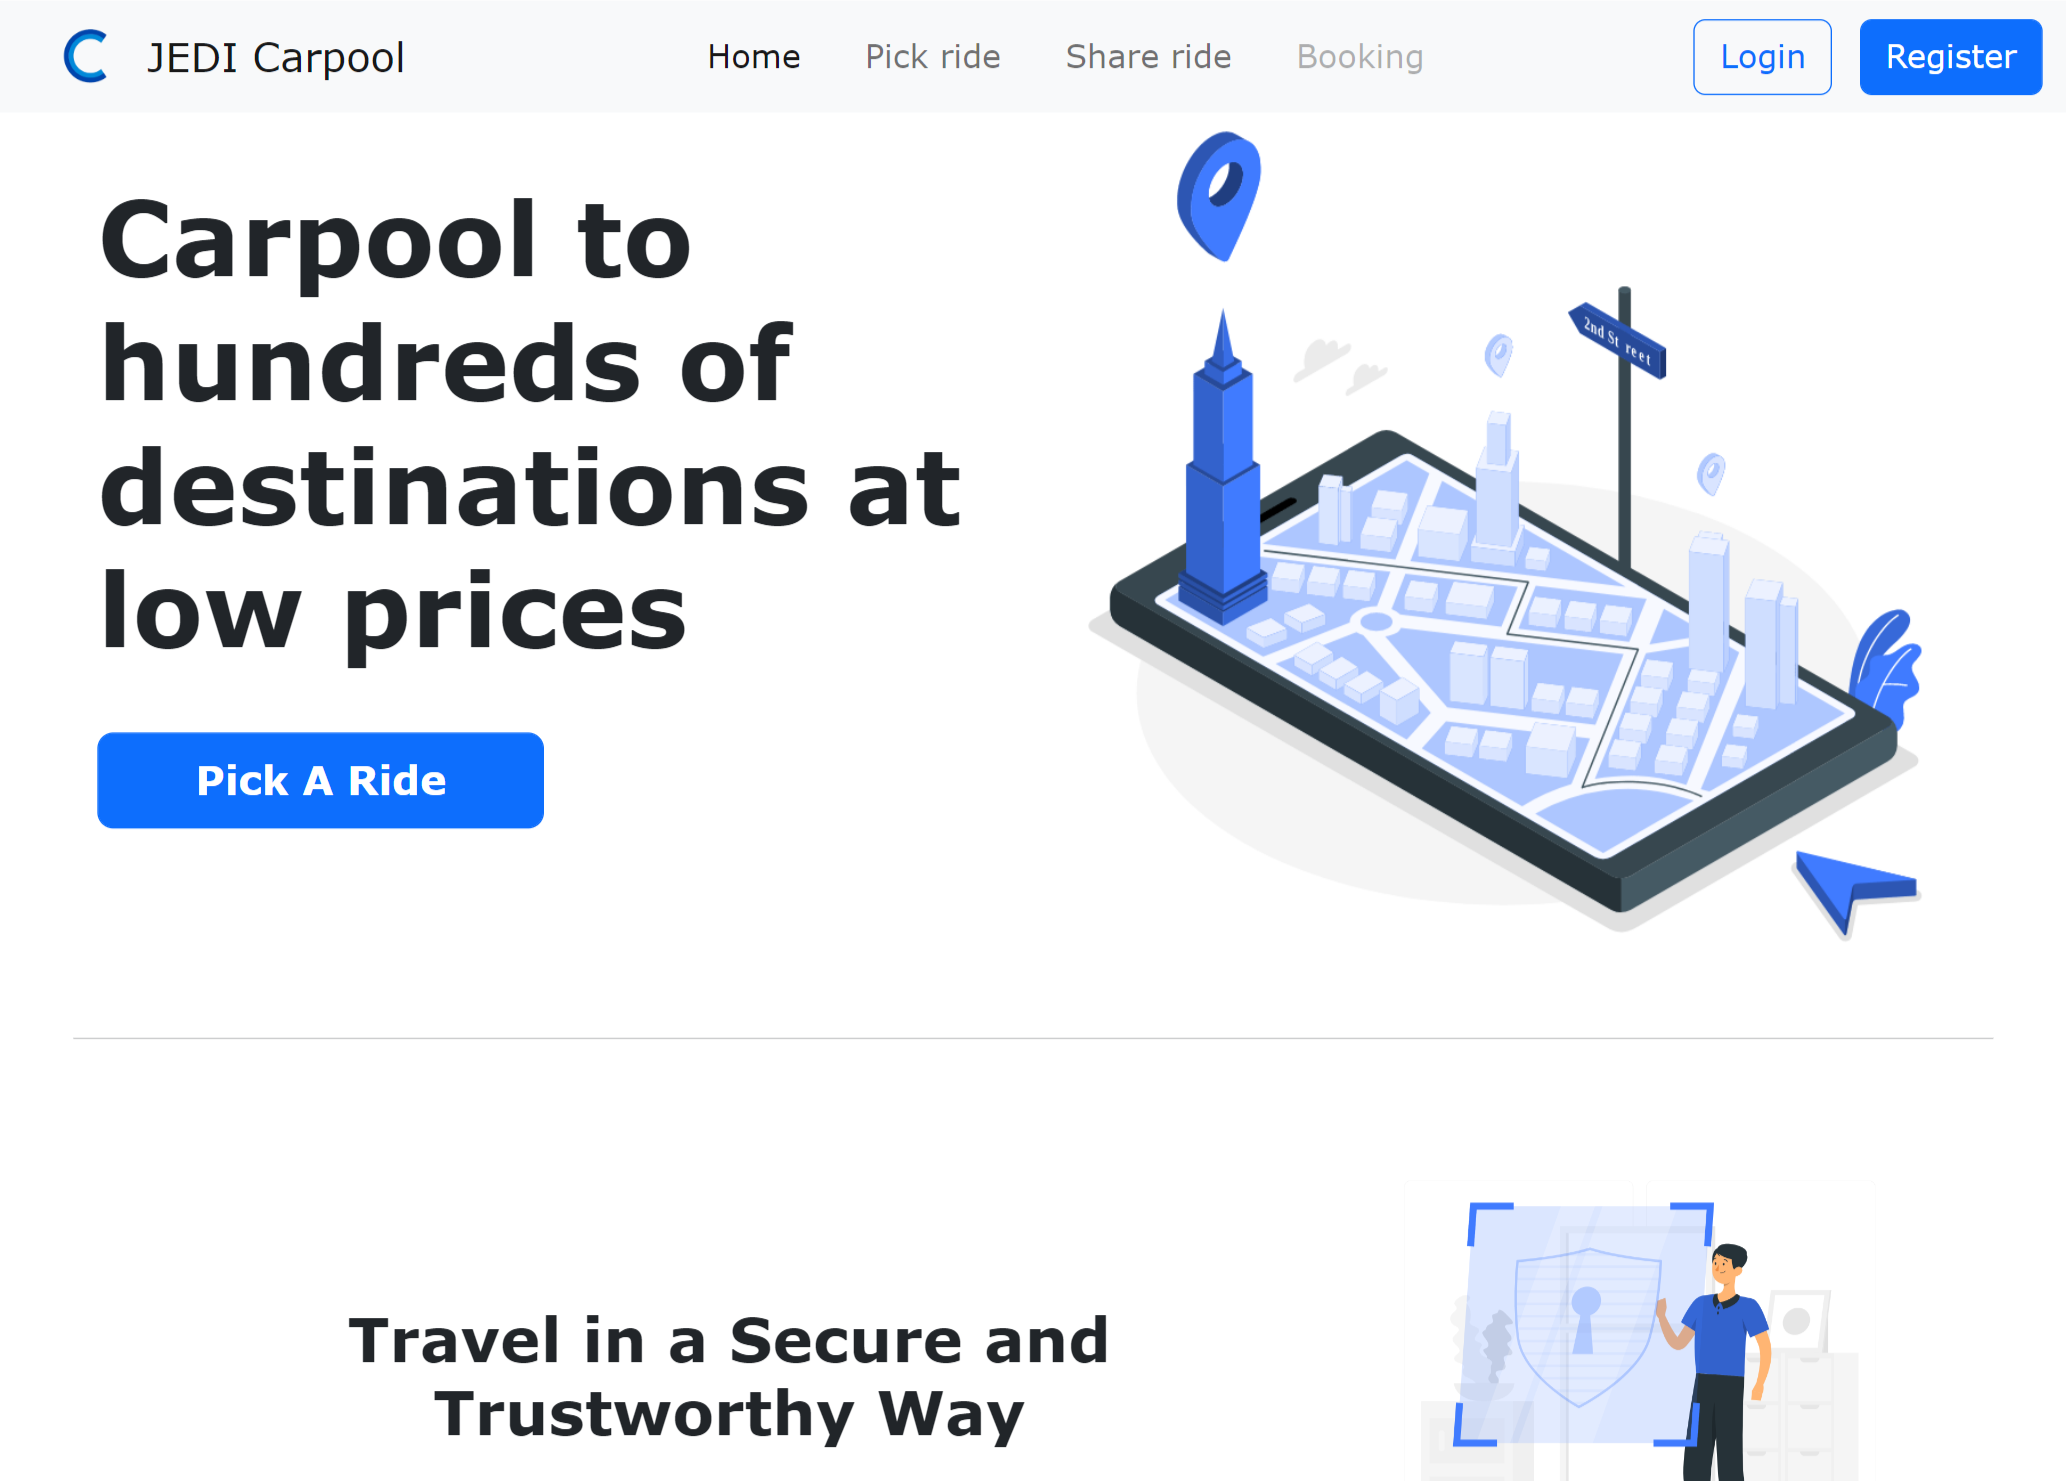 JEDI Carpool
Home
Pick ride
Share ride
Booking
Login
Register
Carpool to
hundreds of
destinations at
low prices
2nd Street
Pick A Ride
Travel in a Secure and
Trustworthy Way